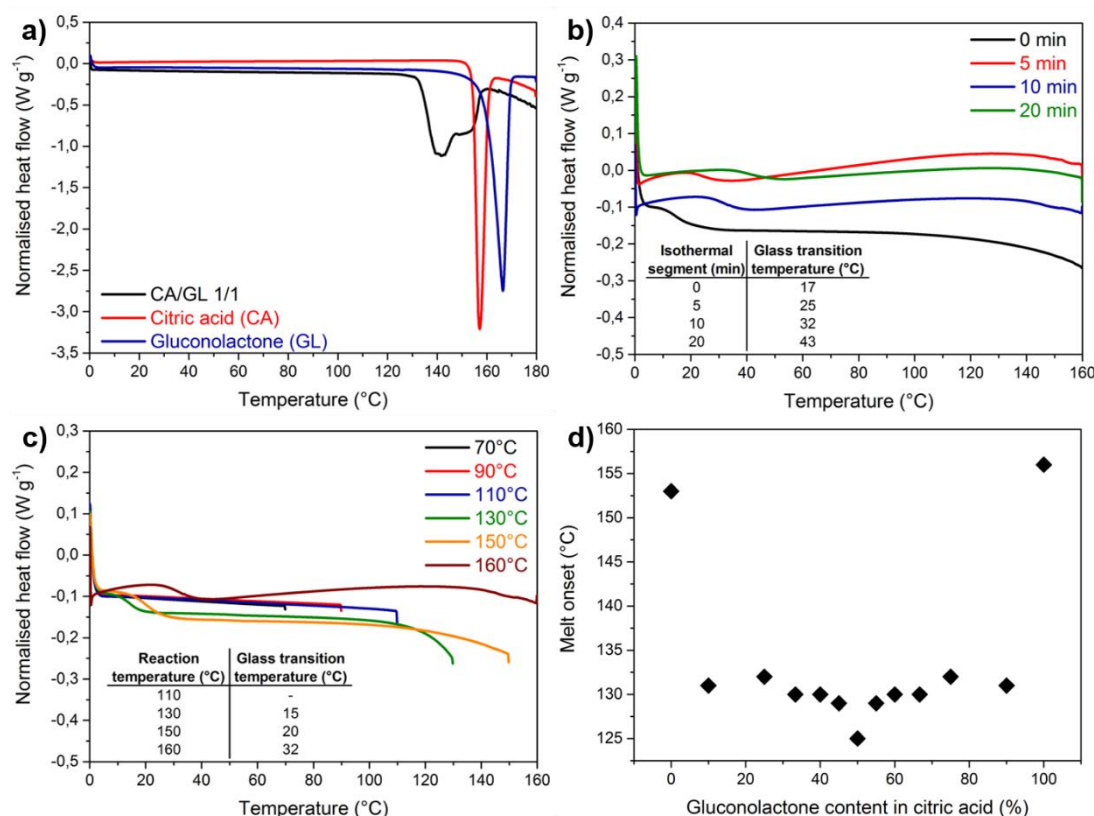 a)
0,5
0,0
-0,5
-1,0
-1,5
-2,0
-2,5
-3,0
-3,5
Normalised heat flow (W g-1)
CA/GL 1/1
Citric acid (CA)
Gluconolactone (GL)
0 20 40 60 80 100 120 140 160 180
Temperature (°C)
b)
0,4
0,3
0,2
0,1
0,0
-0,1
-0,2
-0,3
-0,4
-0,5
Normalised heat flow (W g-1)
0 min
5 min
10 min
20 min
Isothermal Glass transition
segment (min) temperature (°C)
0 17
5 25
10 32
20 43
0 20 40 60 80 100 120 140 160
Temperature (°C)
c)
0,3
0,2
0,1
0,0
-0,1
-0,2
-0,3
-0,4
-0,5
Normalised heat flow (W g-1)
70°C
90°C
110°C
130°C
150°C
160°C
Reaction Glass transition
temperature (°C) temperature (°C)
110 -
130 15
150 20
160 32
0 20 40 60 80 100 120 140 160
Temperature (°C)
d)
160
155
150
145
140
135
130
125
Melt onset (°C)
0 20 40 60 80 100
Gluconolactone content in citric acid (%)